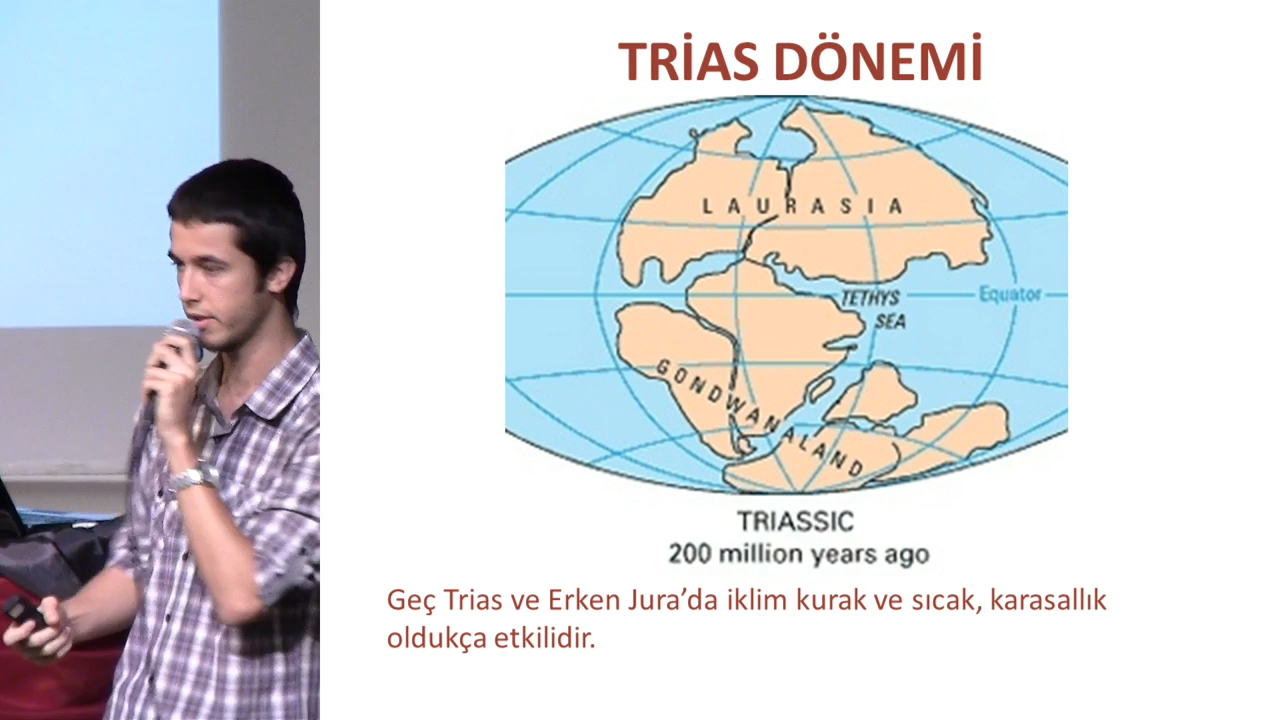 TRİAS DÖNEMİ
LAURASIA
TETHYS
SEA
Equator
GONDWANALAND
TRIASSIC
200 million years ago
Geç Trias ve Erken Jura’da iklim kurak ve sıcak, karasallık
oldukça etkilidir.